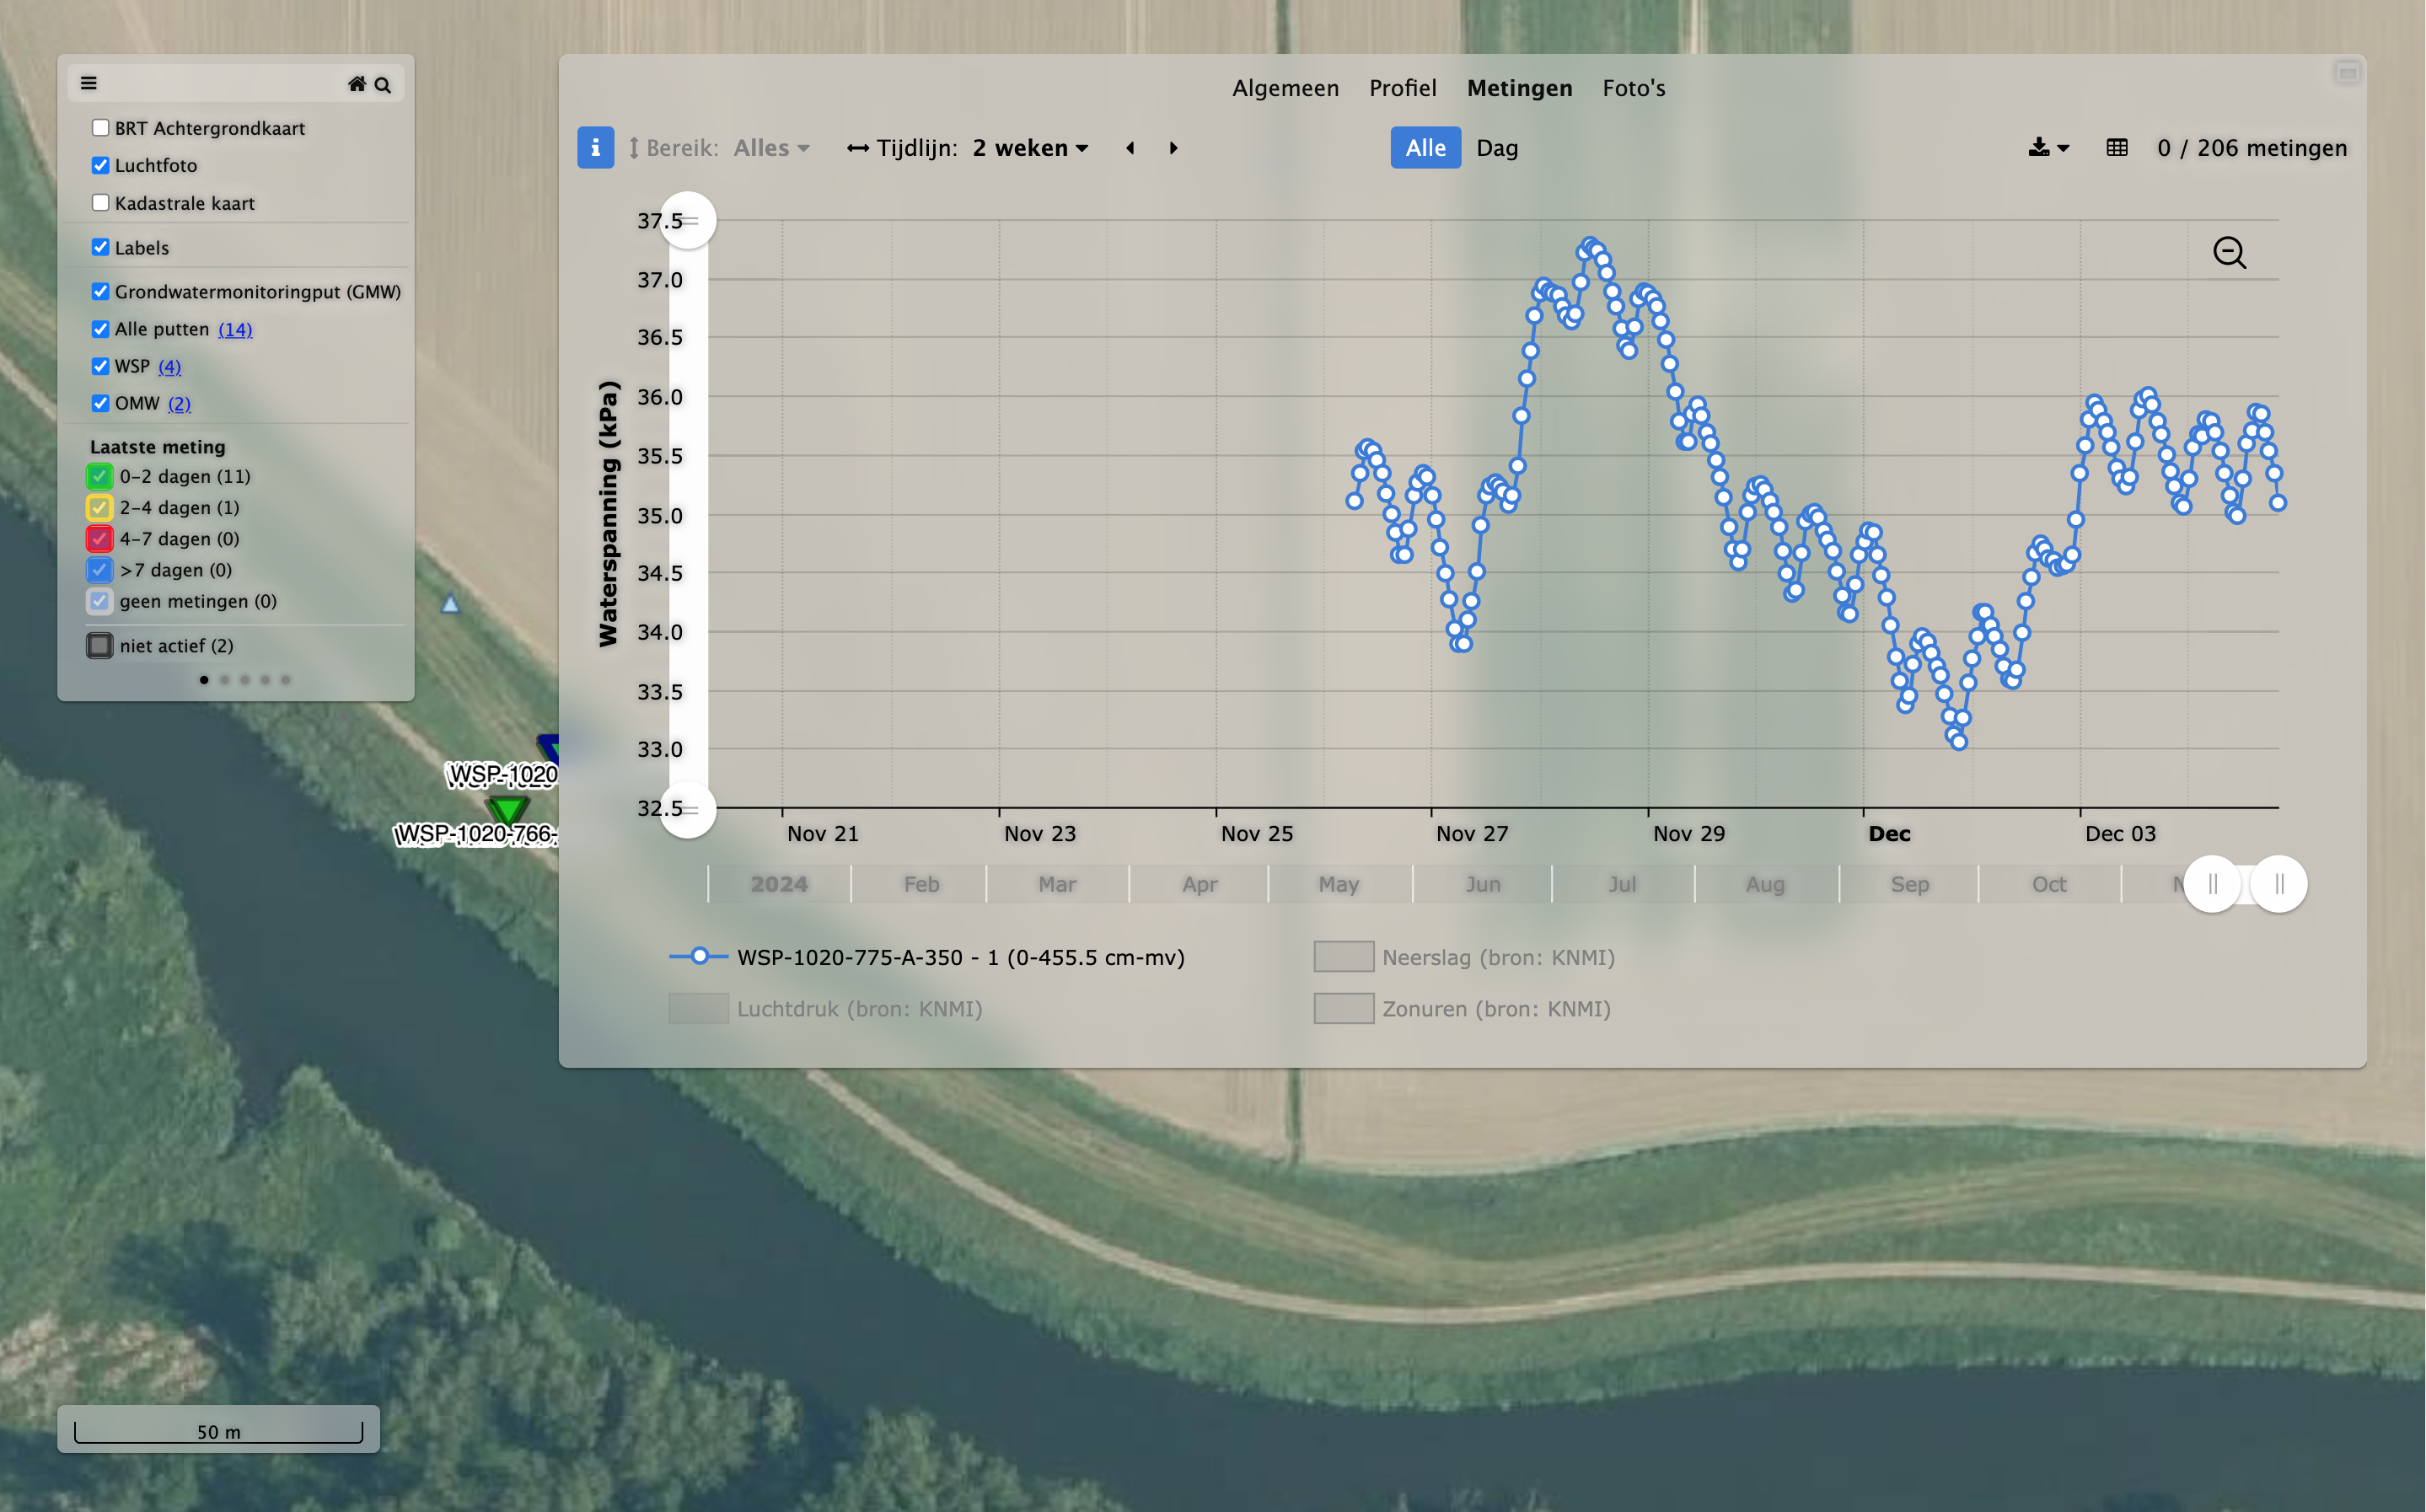 BRT Achtergrondkaart
Luchtfoto
Kadastrale kaart
Labels
Grondwatermonitoringput (GMW)
Alle putten (14)
WSP (4)
OMW (2)
Laatste meting
0-2 dagen (11)
2-4 dagen (1)
4-7 dagen (0)
>7 dagen (0)
geen metingen (0)
niet actief (2)
WSP-1020
WSP-1020-766-
50 m
Algemeen Profiel Metingen Foto's
i Bereik: Alles Tijdlijn: 2 weken Alle Dag 0 / 206 metingen
Waterspanning (kPa)
37.5
37.0
36.5
36.0
35.5
35.0
34.5
34.0
33.5
33.0
32.5
Nov 21 Nov 23 Nov 25 Nov 27 Nov 29 Dec Dec 03
2024 Feb Mar Apr May Jun Jul Aug Sep Oct
WSP-1020-775-A-350 - 1 (0-455.5 cm-mv) Neerslag (bron: KNMI)
Luchtdruk (bron: KNMI) Zonuren (bron: KNMI)